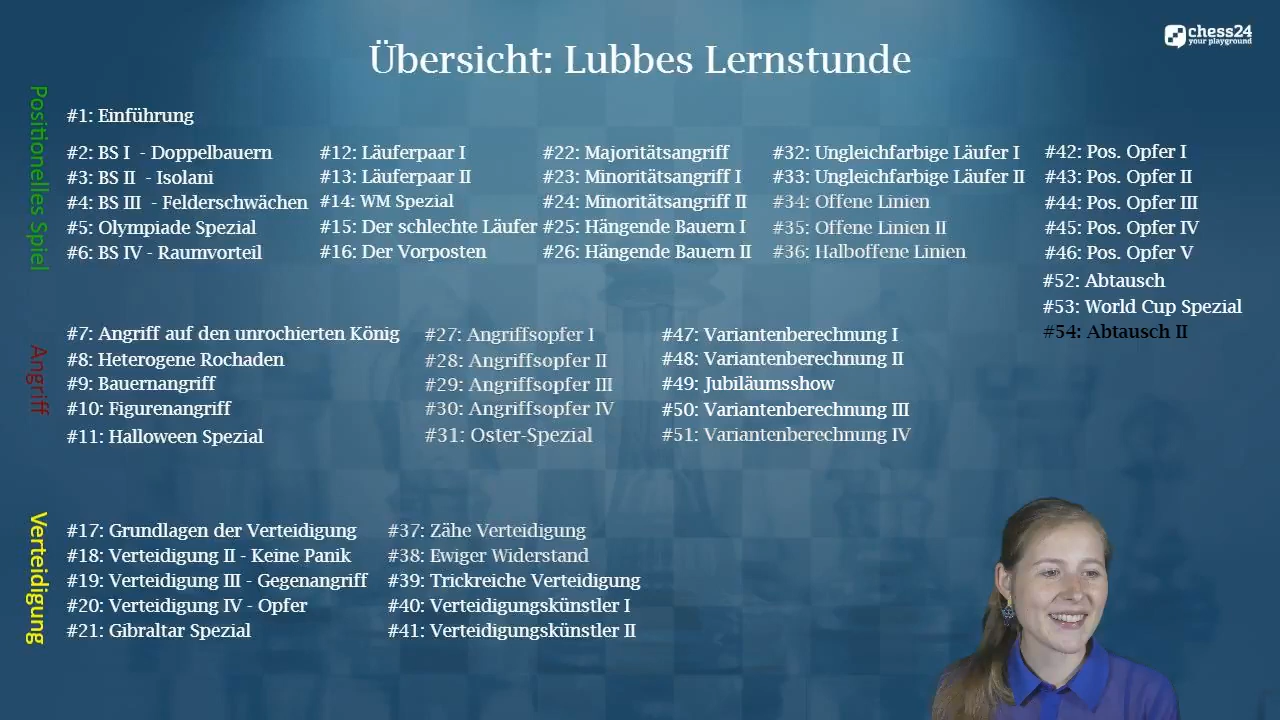 chess24
your playground
Übersicht: Lubbes Lernstunde
Positionelles Spiel
#1: Einführung
#2: BS I - Doppelbauern
#3: BS II - Isolani
#4: BS III - Felderschwächen
#5: Olympiade Spezial
#6: BS IV - Raumvorteil
#12: Läuferpaar I
#13: Läuferpaar II
#14: WM Spezial
#15: Der schlechte Läufer
#16: Der Vorposten
#22: Majoritätsangriff
#23: Minoritätsangriff I
#24: Minoritätsangriff II
#25: Hängende Bauern I
#26: Hängende Bauern II
#32: Ungleichfarbige Läufer I
#33: Ungleichfarbige Läufer II
#34: Offene Linien
#35: Offene Linien II
#36: Halboffene Linien
#42: Pos. Opfer I
#43: Pos. Opfer II
#44: Pos. Opfer III
#45: Pos. Opfer IV
#46: Pos. Opfer V
#52: Abtausch
#53: World Cup Spezial
#54: Abtausch II
Angriff
#7: Angriff auf den unrochierten König
#8: Heterogene Rochaden
#9: Bauernangriff
#10: Figurenangriff
#11: Halloween Spezial
#27: Angriffsopfer I
#28: Angriffsopfer II
#29: Angriffsopfer III
#30: Angriffsopfer IV
#31: Oster-Spezial
#47: Variantenberechnung I
#48: Variantenberechnung II
#49: Jubiläumsshow
#50: Variantenberechnung III
#51: Variantenberechnung IV
Verteidigung
#17: Grundlagen der Verteidigung
#18: Verteidigung II - Keine Panik
#19: Verteidigung III - Gegenangriff
#20: Verteidigung IV - Opfer
#21: Gibraltar Spezial
#37: Zähe Verteidigung
#38: Ewiger Widerstand
#39: Trickreiche Verteidigung
#40: Verteidigungskünstler I
#41: Verteidigungskünstler II